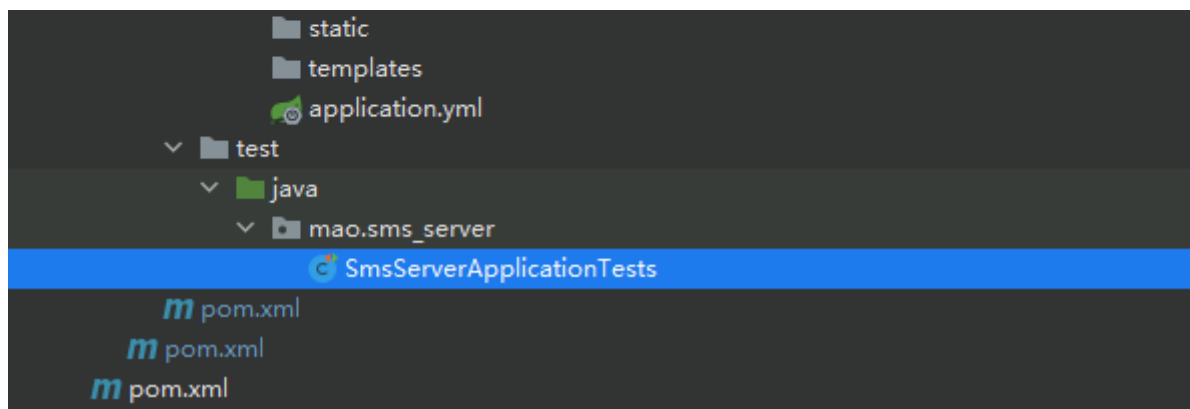 static
templates
application.yml
test
java
mao.sms_server
SmsServerApplicationTests
pom.xml
pom.xml
pom.xml